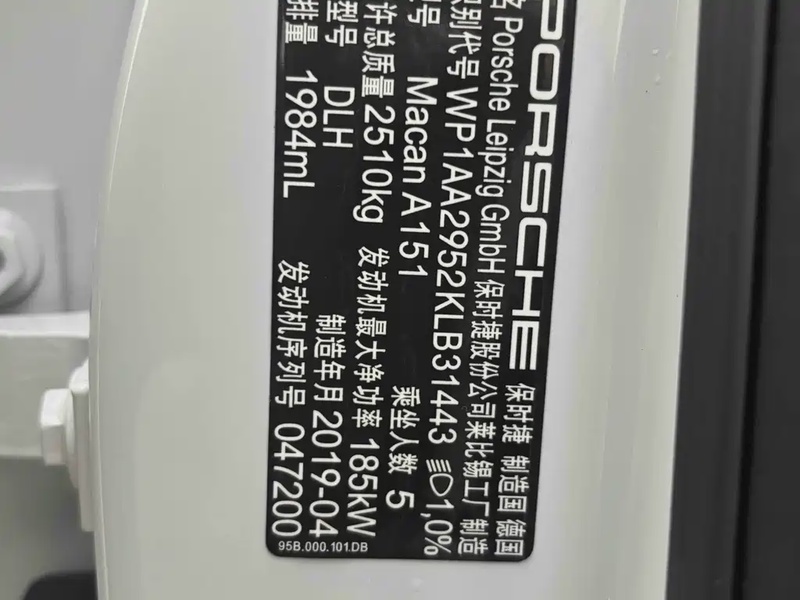 PORSCHE 保时捷 制造国 德国
名 Porsche Leipzig GmbH 保时捷股份公司莱比锡工厂制造
识别代号 WP1AA2952KLB31443 1,0%
型号 Macan A151 乘坐人数 5
许总质量 2510kg 发动机最大净功率 185kW
型号 DLH 制造年月 2019-04
排量 1984mL 发动机序列号 047200
95B.000.101.DB